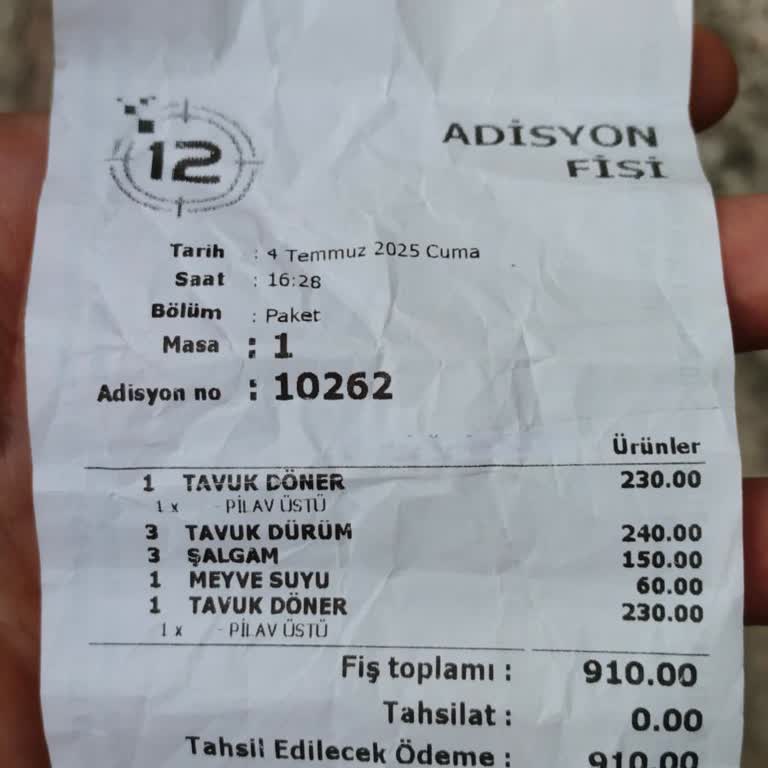 12
ADİSYON
FİŞİ
Tarih : 4 Temmuz 2025 Cuma
Saat : 16:28
Bölüm : Paket
Masa : 1
Adisyon no : 10262
Ürünler
1 TAVUK DÖNER 230.00
1 x - PİLAV ÜSTÜ
3 TAVUK DÜRÜM 240.00
3 ŞALGAM 150.00
1 MEYVE SUYU 60.00
1 TAVUK DÖNER 230.00
1 x - PİLAV ÜSTÜ
Fiş toplamı : 910.00
Tahsilat : 0.00
Tahsil Edilecek Ödeme : 910.00